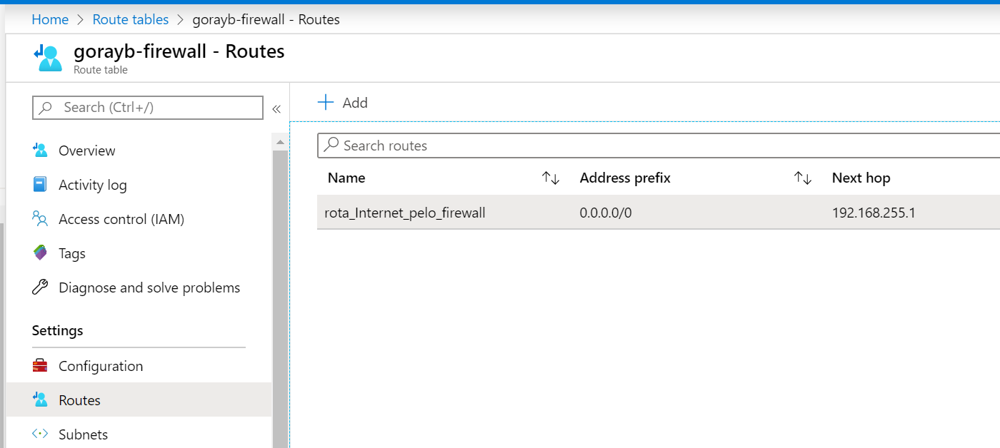 Home > Route tables > gorayb-firewall - Routes
gorayb-firewall - Routes
Route table
Search (Ctrl+/)
«
Overview
Activity log
Access control (IAM)
Tags
Diagnose and solve problems
Settings
Configuration
Routes
Subnets
+ Add
Search routes
Name ↑↓ Address prefix ↑↓ Next hop
rota_Internet_pelo_firewall 0.0.0.0/0 192.168.255.1